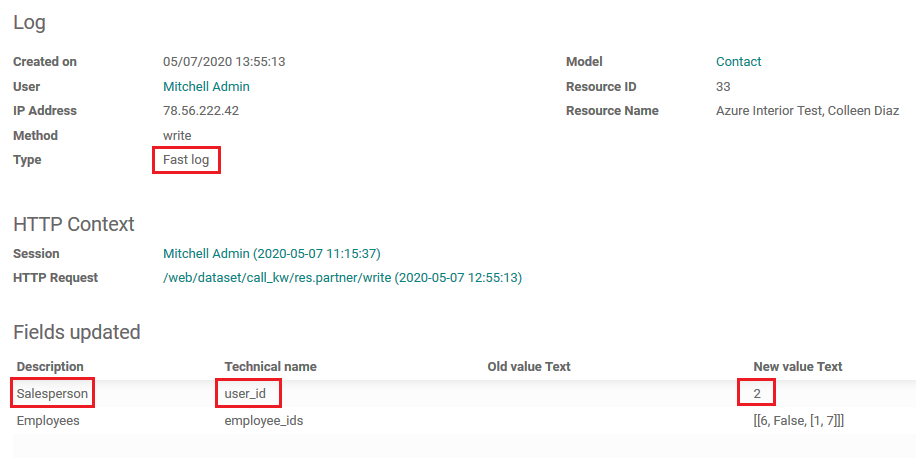 Log
Created on 05/07/2020 13:55:13 Model Contact
User Mitchell Admin Resource ID 33
IP Address 78.56.222.42 Resource Name Azure Interior Test, Colleen Diaz
Method write
Type Fast log
HTTP Context
Session Mitchell Admin (2020-05-07 11:15:37)
HTTP Request /web/dataset/call_kw/res.partner/write (2020-05-07 12:55:13)
Fields updated
Description Technical name Old value Text New value Text
Salesperson user_id 2
Employees employee_ids [[6, False, [1, 7]]]